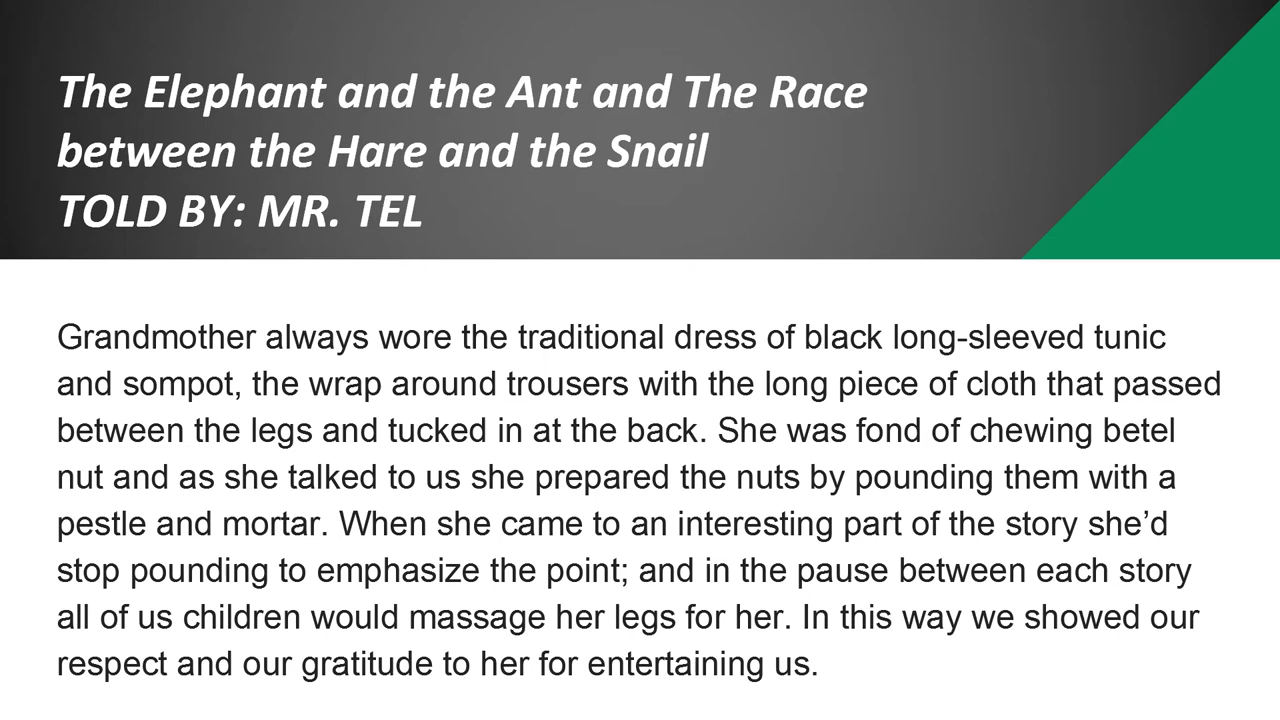 The Elephant and the Ant and The Race
between the Hare and the Snail
TOLD BY: MR. TEL
Grandmother always wore the traditional dress of black long-sleeved tunic
and sompot, the wrap around trousers with the long piece of cloth that passed
between the legs and tucked in at the back. She was fond of chewing betel
nut and as she talked to us she prepared the nuts by pounding them with a
pestle and mortar. When she came to an interesting part of the story she’d
stop pounding to emphasize the point; and in the pause between each story
all of us children would massage her legs for her. In this way we showed our
respect and our gratitude to her for entertaining us.